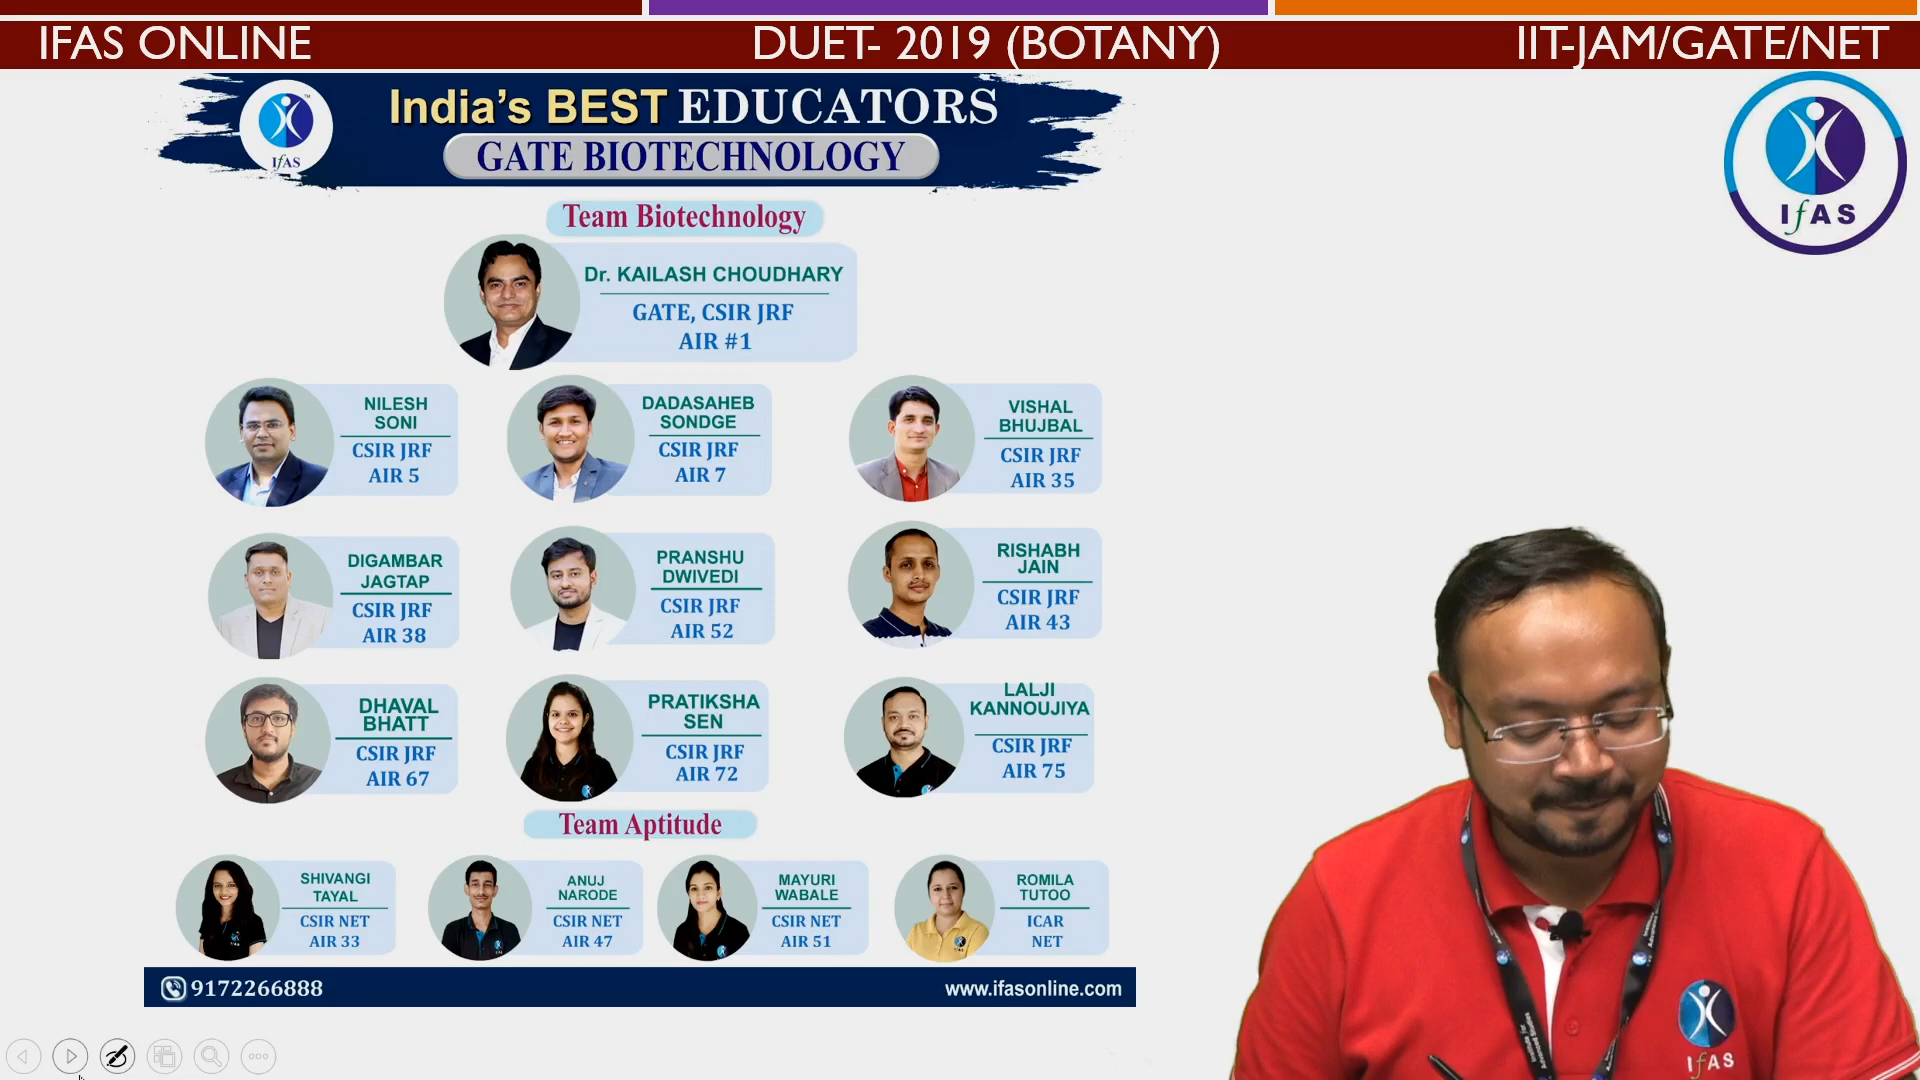 IFAS ONLINE
DUET- 2019 (BOTANY)
IIT-JAM/GATE/NET
India's BEST EDUCATORS
GATE BIOTECHNOLOGY
IfAS
IfAS
Team Biotechnology
Dr. KAILASH CHOUDHARY
GATE, CSIR JRF
AIR #1
NILESH
SONI
CSIR JRF
AIR 5
DADASAHEB
SONDGE
CSIR JRF
AIR 7
VISHAL
BHUJBAL
CSIR JRF
AIR 35
DIGAMBAR
JAGTAP
CSIR JRF
AIR 38
PRANSHU
DWIVEDI
CSIR JRF
AIR 52
RISHABH
JAIN
CSIR JRF
AIR 43
DHAVAL
BHATT
CSIR JRF
AIR 67
PRATIKSHA
SEN
CSIR JRF
AIR 72
LALJI
KANNOUJIYA
CSIR JRF
AIR 75
Team Aptitude
SHIVANGI
TAYAL
CSIR NET
AIR 33
ANUJ
NARODE
CSIR NET
AIR 47
MAYURI
WABALE
CSIR NET
AIR 51
ROMILA
TUTOO
ICAR
NET
9172266888
www.ifasonline.com
IfAS